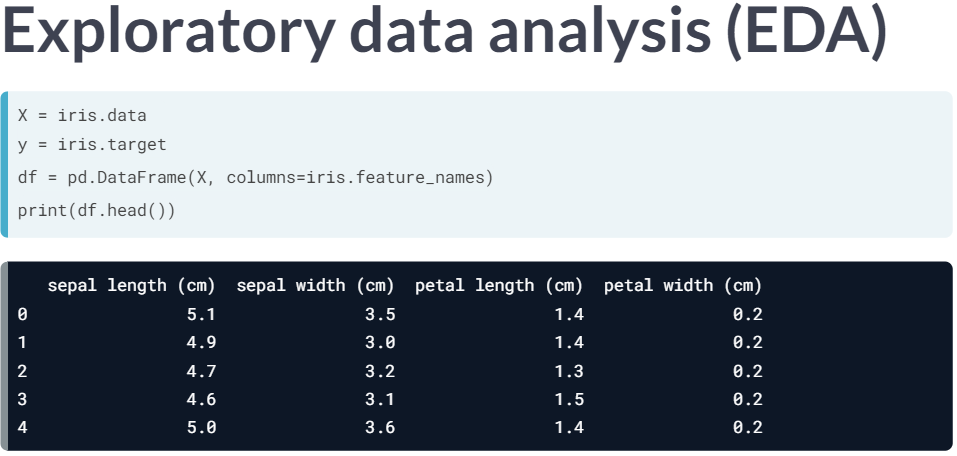 Exploratory data analysis (EDA)
X = iris.data
y = iris.target
df = pd.DataFrame(X, columns=iris.feature_names)
print(df.head())
sepal length (cm) sepal width (cm) petal length (cm) petal width (cm)
0 5.1 3.5 1.4 0.2
1 4.9 3.0 1.4 0.2
2 4.7 3.2 1.3 0.2
3 4.6 3.1 1.5 0.2
4 5.0 3.6 1.4 0.2